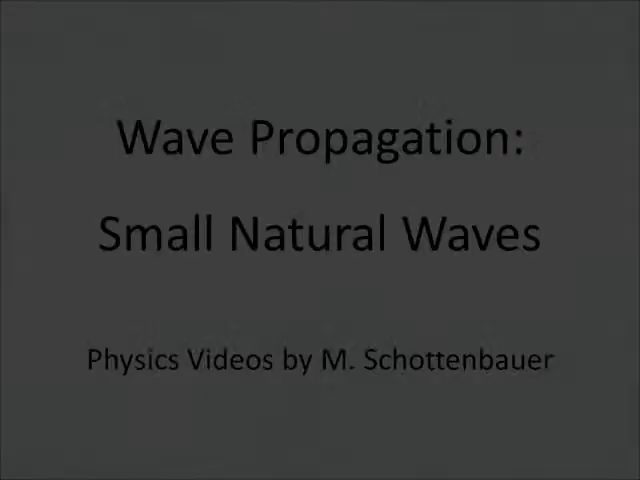 Wave Propagation:
Small Natural Waves
Physics Videos by M. Schottenbauer